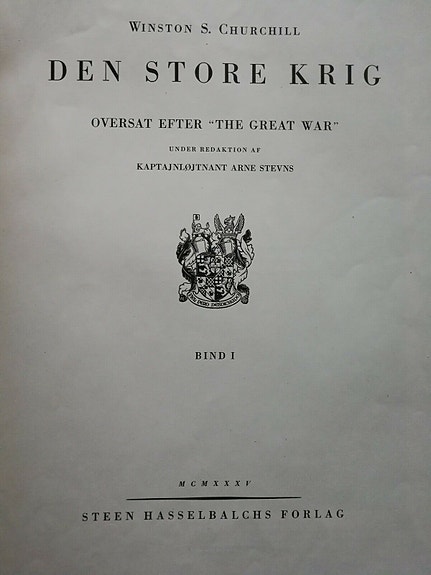 WINSTON S. CHURCHILL
DEN STORE KRIG
OVERSAT EFTER "THE GREAT WAR"
UNDER REDAKTION AF
KAPTAJNLØJTNANT ARNE STEVNS
BIND I
MCMXXXV
STEEN HASSELBALCHS FORLAG